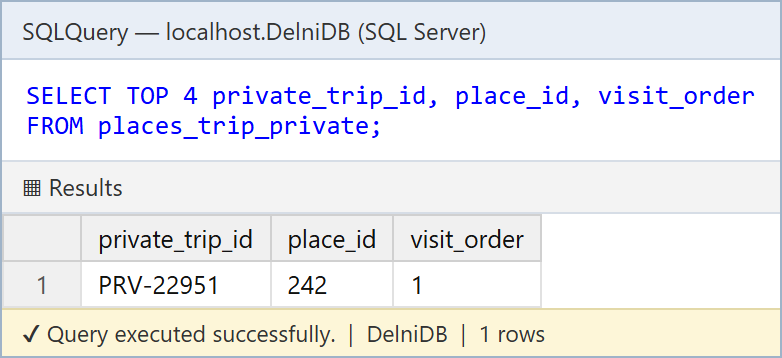 SQLQuery — localhost.DelniDB (SQL Server)
SELECT TOP 4 private_trip_id, place_id, visit_order
FROM places_trip_private;
▦ Results
private_trip_id place_id visit_order
1 PRV-22951 242 1
✔ Query executed successfully. | DelniDB | 1 rows